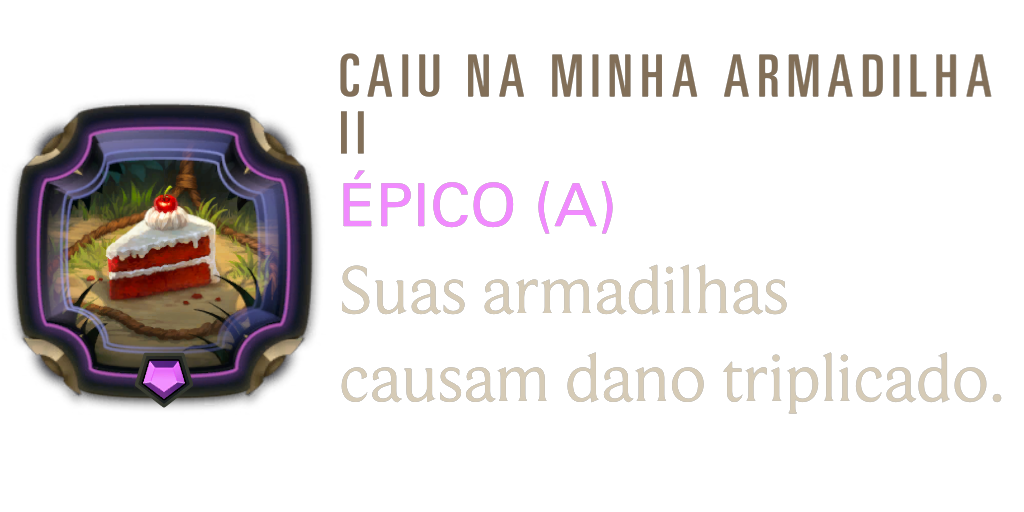 CAIU NA MINHA ARMADILHA
II
ÉPICO (A)
Suas armadilhas
causam dano triplicado.